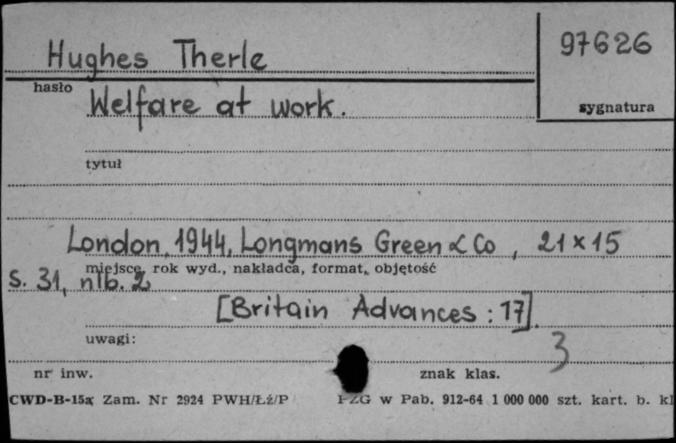 Hughes Therle
97626
hasło
Welfare at work.
sygnatura
tytuł
London, 1944, Longmans Green & Co, 21×15
miejsce, rok wyd., nakładca, format, objętość
s. 31, nlb. 2
[Britain Advances: 17].
uwagi:
3
nr inw.
znak klas.
CWD-B-15a Zam. Nr 2924 PWH/Łź/P PZG w Pab. 912-64 1 000 000 szt. kart. b. kl